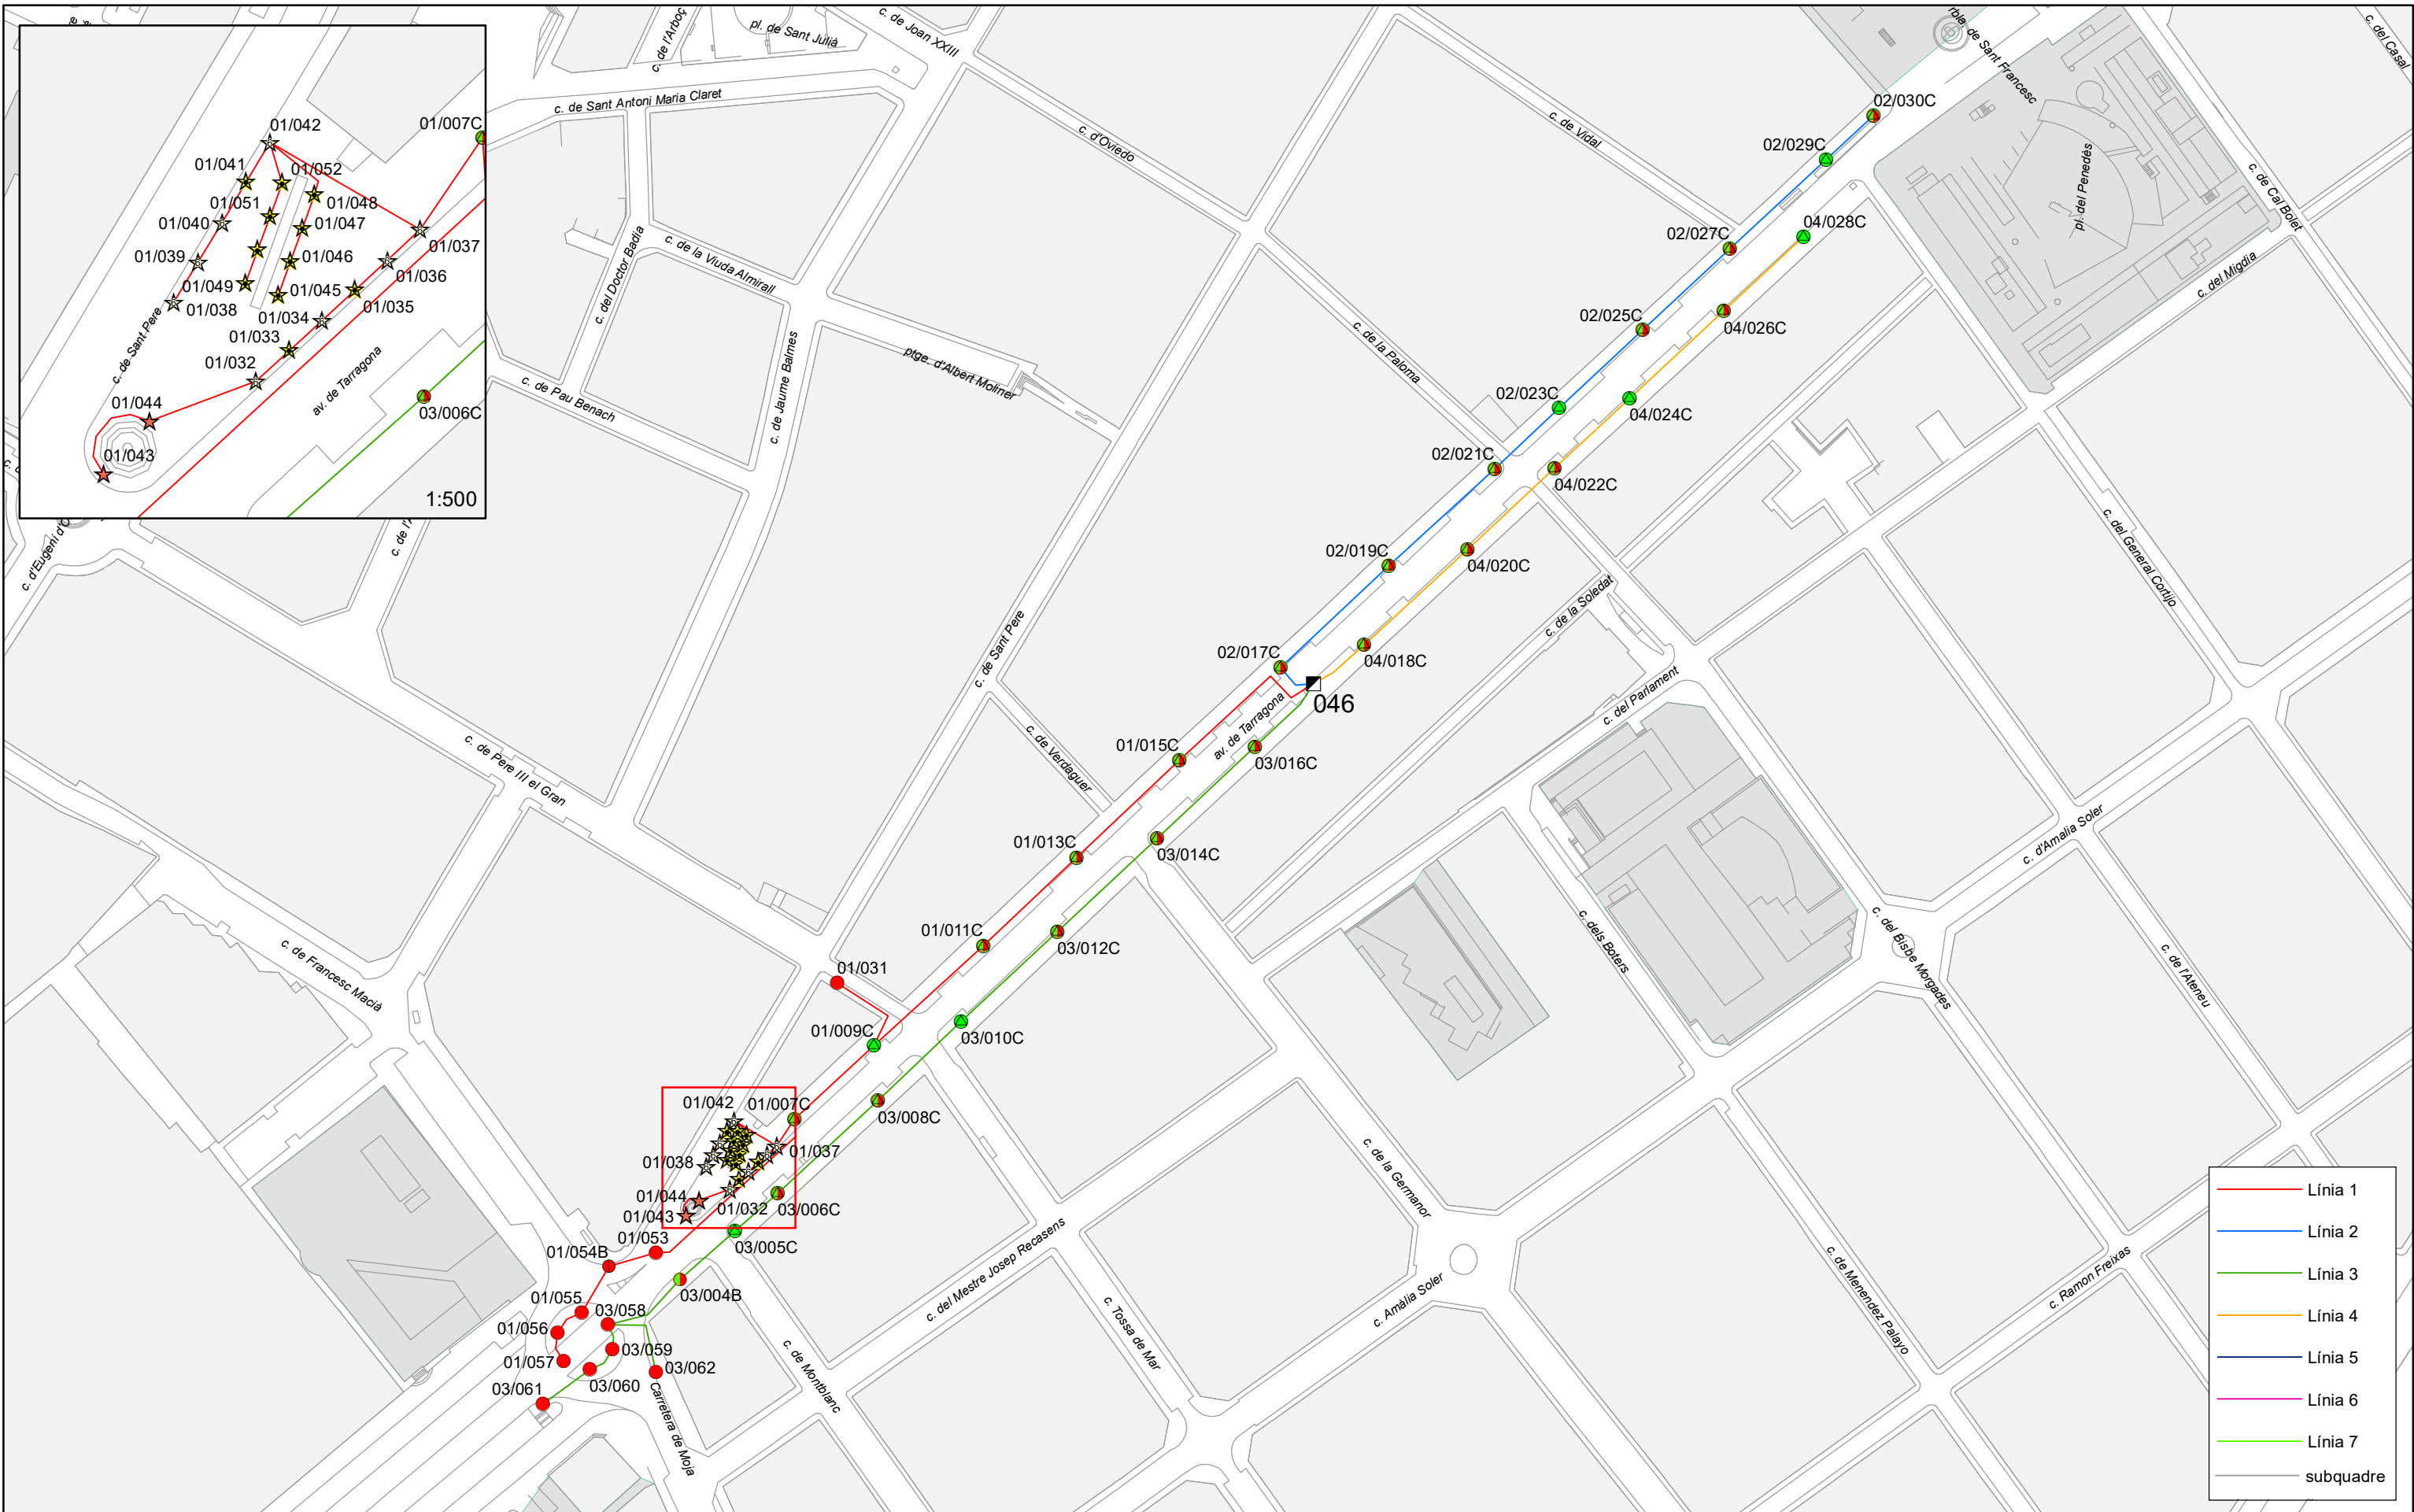 c. de l'Arboç
pl. de Sant Julià
c. de Joan XXIII
rbla. de Sant Francesc
c. del Casal
c. de Sant Antoni Maria Claret
c. d'Oviedo
c. de Vidal
pl. del Penedès
c. de Cal Bolet
c. del Migdia
c. del Doctor Badia
c. de la Viuda Almirall
c. de Jaume Balmes
ptge. d'Albert Moliner
c. de Pau Benach
c. de la Paloma
c. de Sant Pere
c. de Verdaguer
av. de Tarragona
c. de la Soledat
c. del Parlament
c. del General Cortijo
c. d'Amalia Soler
c. de l'Ateneu
c. del Bisbe Morgades
c. dels Boters
c. de la Germanor
c. de Menendez Palayo
c. Ramon Freixas
c. Amàlia Soler
c. Tossa de Mar
c. del Mestre Josep Recasens
c. de Montblanc
Carretera de Moja
c. de Francesc Macià
c. de Pere III el Gran
01/042
01/041
01/052
01/007C
01/051
01/048
01/040
01/047
01/037
01/039
01/046
01/036
01/049
01/045
01/035
01/038
01/034
01/033
01/032
c. de Sant Pere
av. de Tarragona
01/044
03/006C
01/043
1:500
02/030C
02/029C
04/028C
02/027C
04/026C
02/025C
04/024C
02/023C
04/022C
02/021C
04/020C
02/019C
04/018C
02/017C
046
03/016C
01/015C
03/014C
01/013C
03/012C
01/011C
01/031
03/010C
01/009C
03/008C
01/042
01/007C
01/037
01/038
01/044
01/032
03/006C
01/043
03/005C
01/053
01/054B
03/004B
01/055
03/058
01/056
03/059
01/057
03/062
03/060
03/061
Línia 1
Línia 2
Línia 3
Línia 4
Línia 5
Línia 6
Línia 7
subquadre